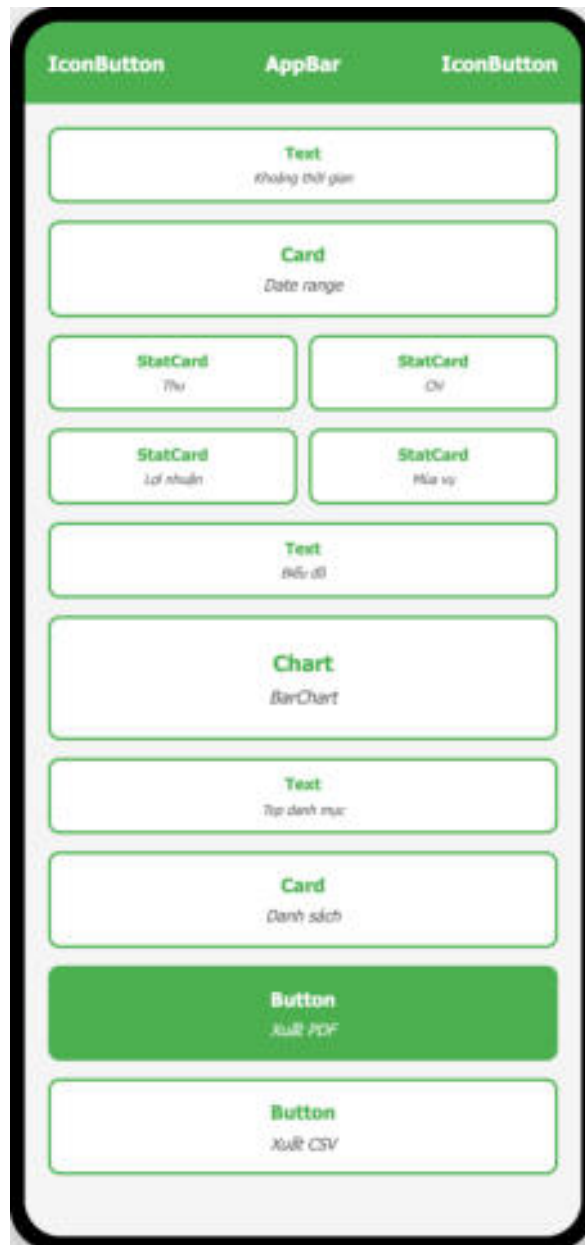 IconButton AppBar IconButton
Text
Khoảng thời gian
Card
Date range
StatCard StatCard
Thu Chi
StatCard StatCard
Lợi nhuận Mùa vụ
Text
Biểu đồ
Chart
BarChart
Text
Top danh mục
Card
Danh sách
Button
Xuất PDF
Button
Xuất CSV